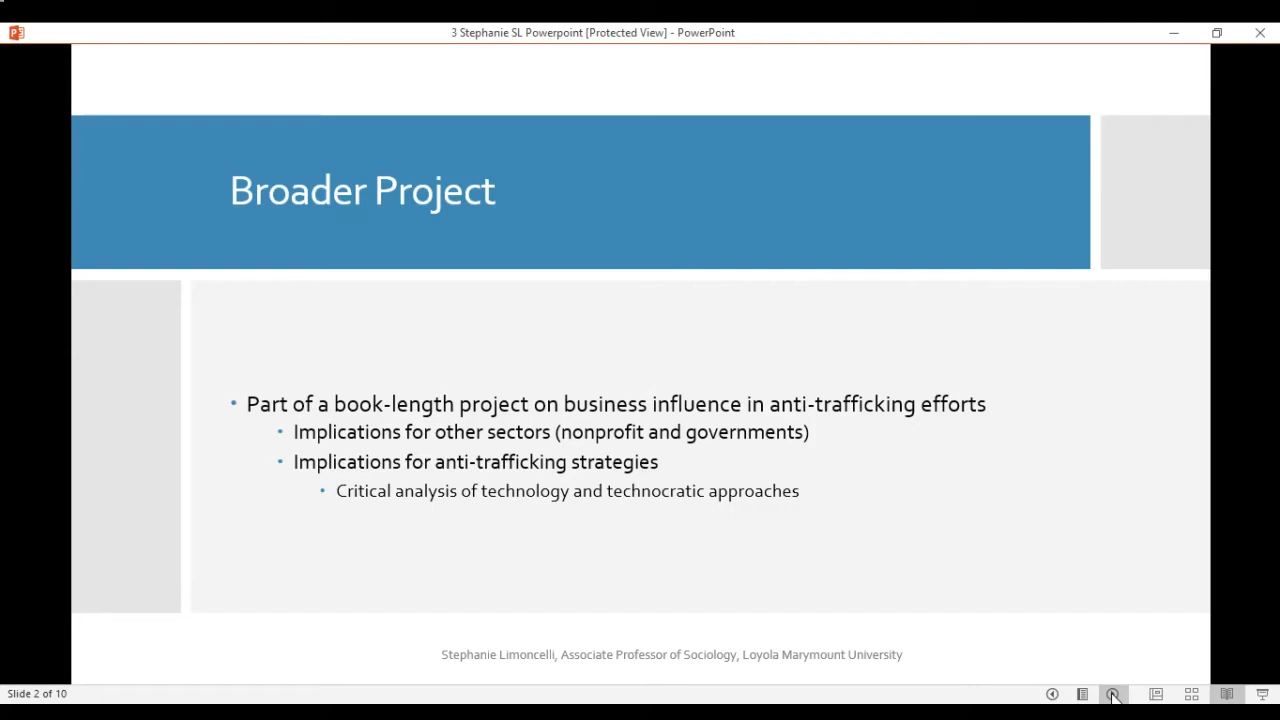 3 Stephanie SL Powerpoint [Protected View] - PowerPoint
Broader Project
• Part of a book-length project on business influence in anti-trafficking efforts
• Implications for other sectors (nonprofit and governments)
• Implications for anti-trafficking strategies
• Critical analysis of technology and technocratic approaches
Stephanie Limoncelli, Associate Professor of Sociology, Loyola Marymount University
Slide 2 of 10